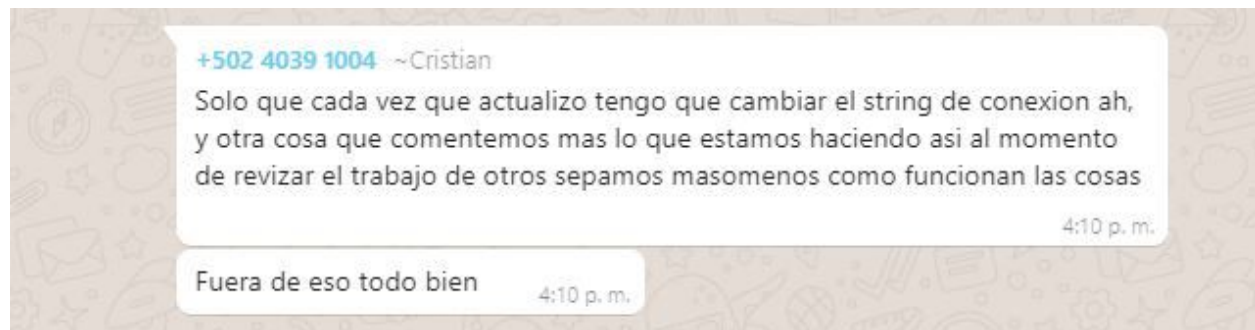 +502 4039 1004 ~Cristian
Solo que cada vez que actualizo tengo que cambiar el string de conexion ah,
y otra cosa que comentemos mas lo que estamos haciendo asi al momento
de revizar el trabajo de otros sepamos masomenos como funcionan las cosas
4:10 p. m.
Fuera de eso todo bien 4:10 p. m.